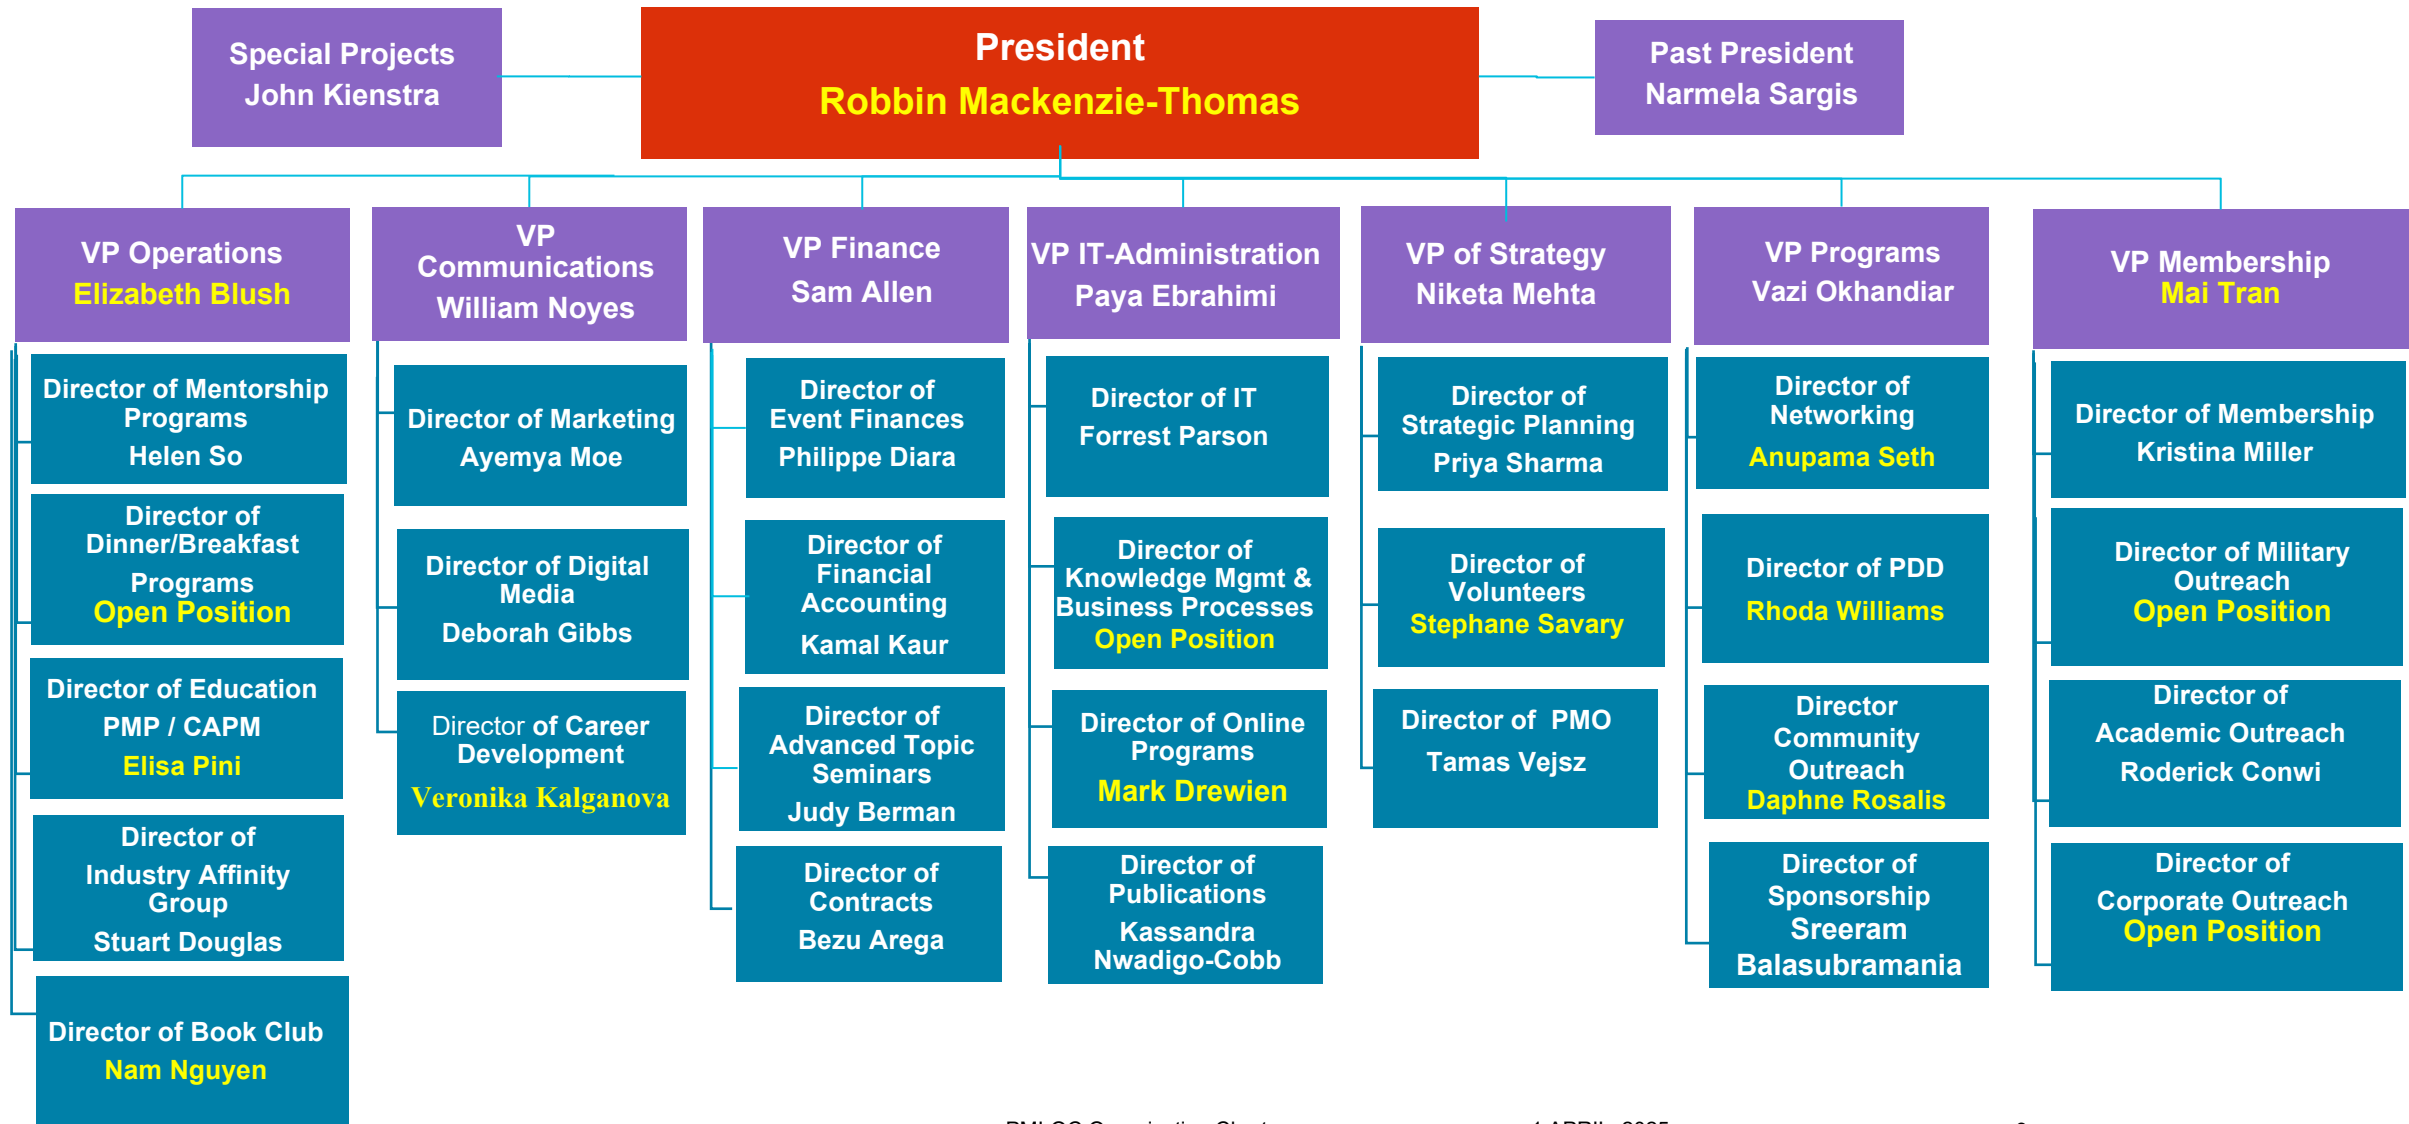 Special Projects
John Kienstra
President
Robbin Mackenzie-Thomas
Past President
Narmela Sargis
VP Operations
Elizabeth Blush
VP
Communications
William Noyes
VP Finance
Sam Allen
VP IT-Administration
Paya Ebrahimi
VP of Strategy
Niketa Mehta
VP Programs
Vazi Okhandiar
VP Membership
Mai Tran
Director of Mentorship
Programs
Helen So
Director of
Dinner/Breakfast
Programs
Open Position
Director of Education
PMP / CAPM
Elisa Pini
Director of
Industry Affinity
Group
Stuart Douglas
Director of Book Club
Nam Nguyen
Director of Marketing
Ayemya Moe
Director of Digital
Media
Deborah Gibbs
Director of Career
Development
Veronika Kalganova
Director of
Event Finances
Philippe Diara
Director of
Financial
Accounting
Kamal Kaur
Director of
Advanced Topic
Seminars
Judy Berman
Director of
Contracts
Bezu Arega
Director of IT
Forrest Parson
Director of
Knowledge Mgmt &
Business Processes
Open Position
Director of Online
Programs
Mark Drewien
Director of
Publications
Kassandra
Nwadigo-Cobb
Director of
Strategic Planning
Priya Sharma
Director of
Volunteers
Stephane Savary
Director of PMO
Tamas Vejsz
Director of
Networking
Anupama Seth
Director of PDD
Rhoda Williams
Director
Community
Outreach
Daphne Rosalis
Director of
Sponsorship
Sreeram
Balasubramania
Director of Membership
Kristina Miller
Director of Military
Outreach
Open Position
Director of
Academic Outreach
Roderick Conwi
Director of
Corporate Outreach
Open Position